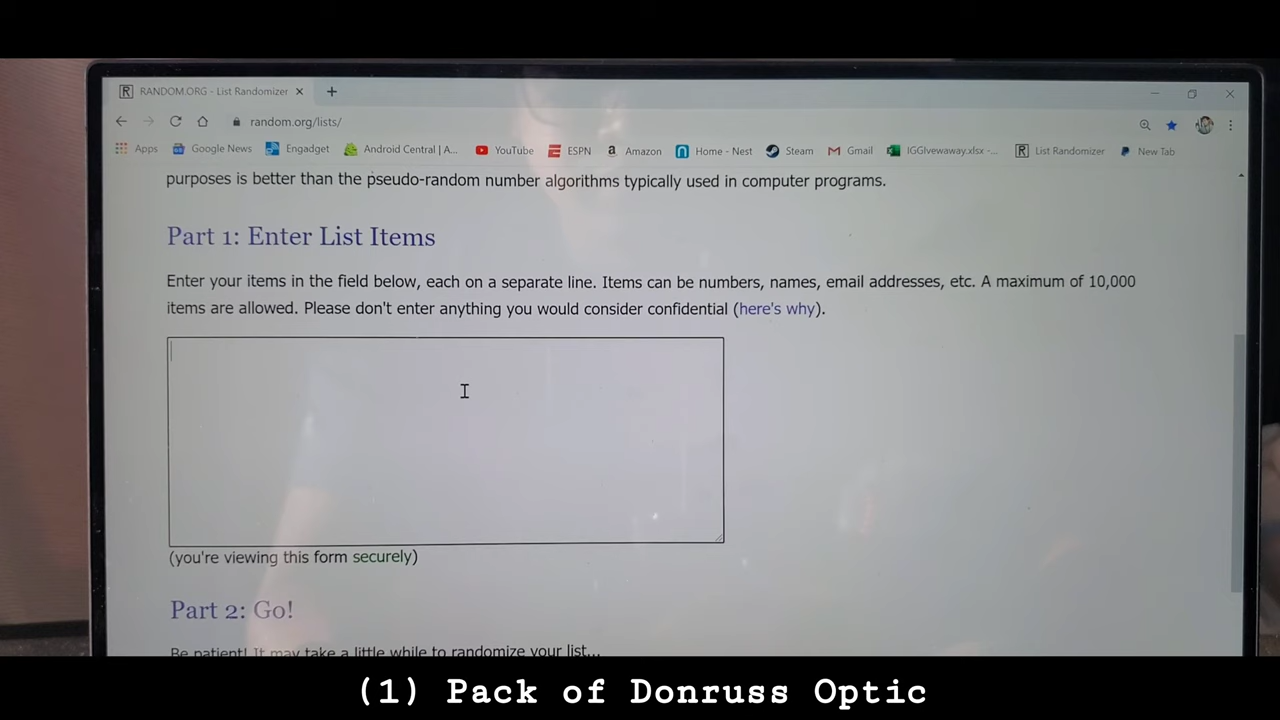 RANDOM.ORG - List Randomizer
random.org/lists/
Apps Google News Engadget Android Central | A... YouTube ESPN Amazon Home - Nest Steam Gmail IGGIvewaway.xlsx -... List Randomizer New Tab
purposes is better than the pseudo-random number algorithms typically used in computer programs.
Part 1: Enter List Items
Enter your items in the field below, each on a separate line. Items can be numbers, names, email addresses, etc. A maximum of 10,000
items are allowed. Please don't enter anything you would consider confidential (here's why).
(you're viewing this form securely)
Part 2: Go!
Be patient! It may take a little while to randomize your list...
(1) Pack of Donruss Optic